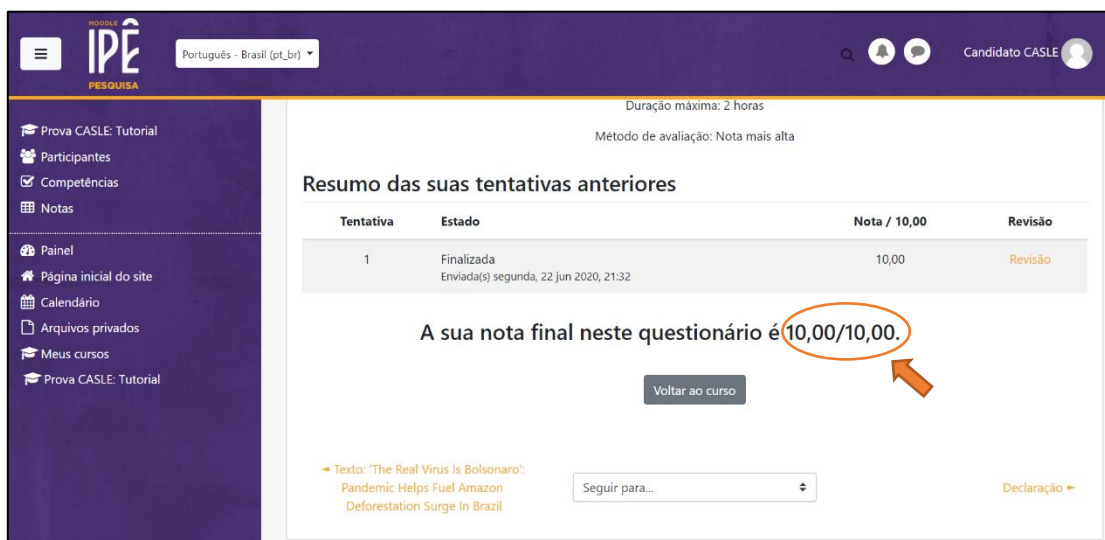 MOODLE
IPÊ
PESQUISA
Português - Brasil (pt_br)
Candidato CASLE
Prova CASLE: Tutorial
Participantes
Competências
Notas
Painel
Página inicial do site
Calendário
Arquivos privados
Meus cursos
Prova CASLE: Tutorial
Duração máxima: 2 horas
Método de avaliação: Nota mais alta
Resumo das suas tentativas anteriores
Tentativa Estado Nota / 10,00 Revisão
1 Finalizada 10,00 Revisão
Enviada(s) segunda, 22 jun 2020, 21:32
A sua nota final neste questionário é 10,00/10,00.
Voltar ao curso
◄ Texto: 'The Real Virus Is Bolsonaro':
Pandemic Helps Fuel Amazon
Deforestation Surge In Brazil
Seguir para...
Declaração ►